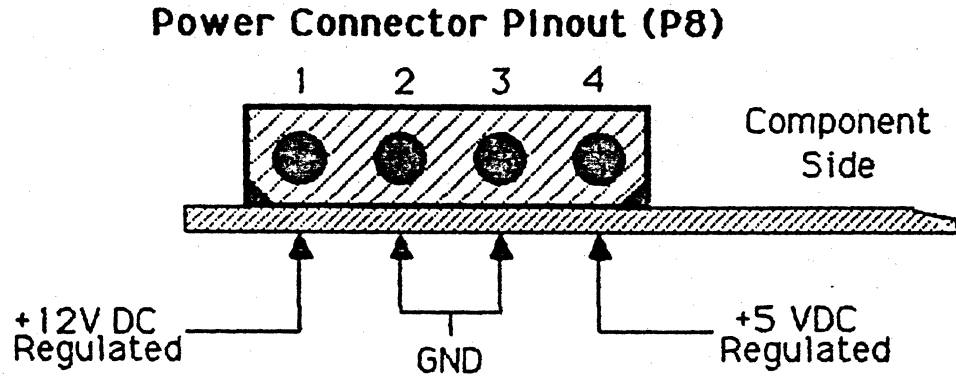 Power Connector Pinout (P8)
1 2 3 4
Component
Side
+12V DC
Regulated
GND
+5 VDC
Regulated